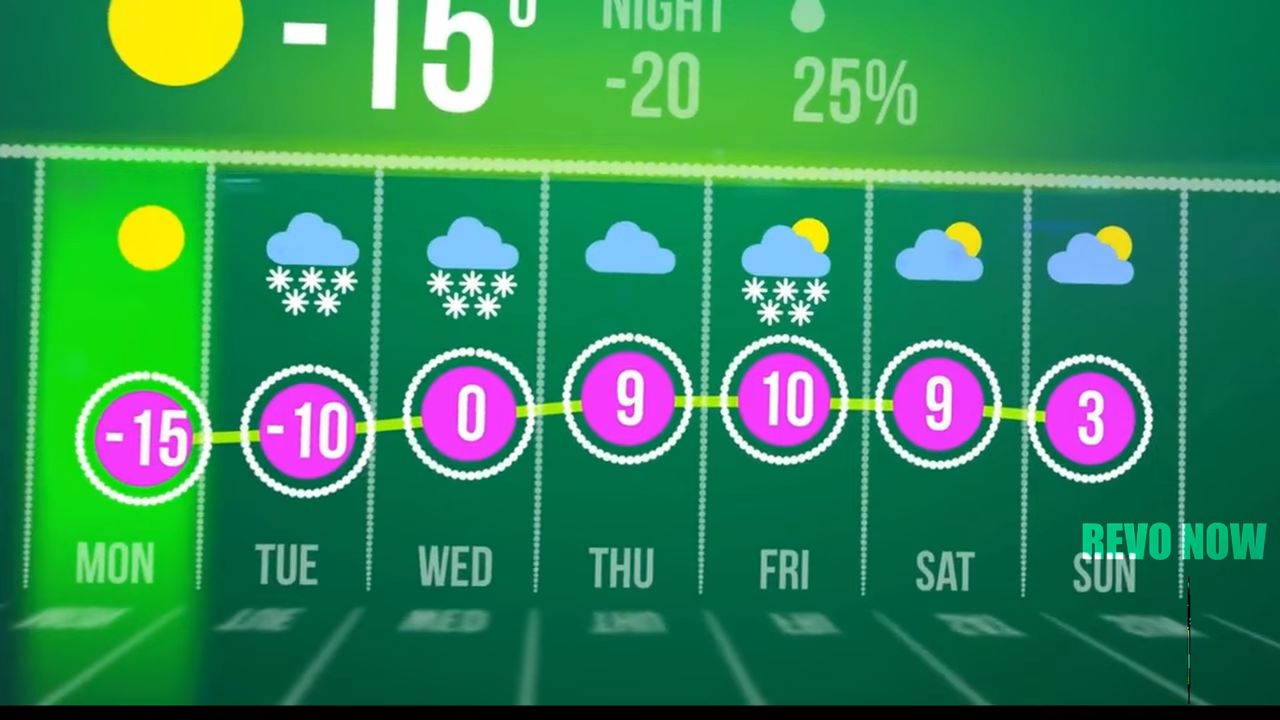 -15°
NIGHT
-20
25%
-15 -10 0 9 10 9 3
MON TUE WED THU FRI SAT SUN
REVO NOW